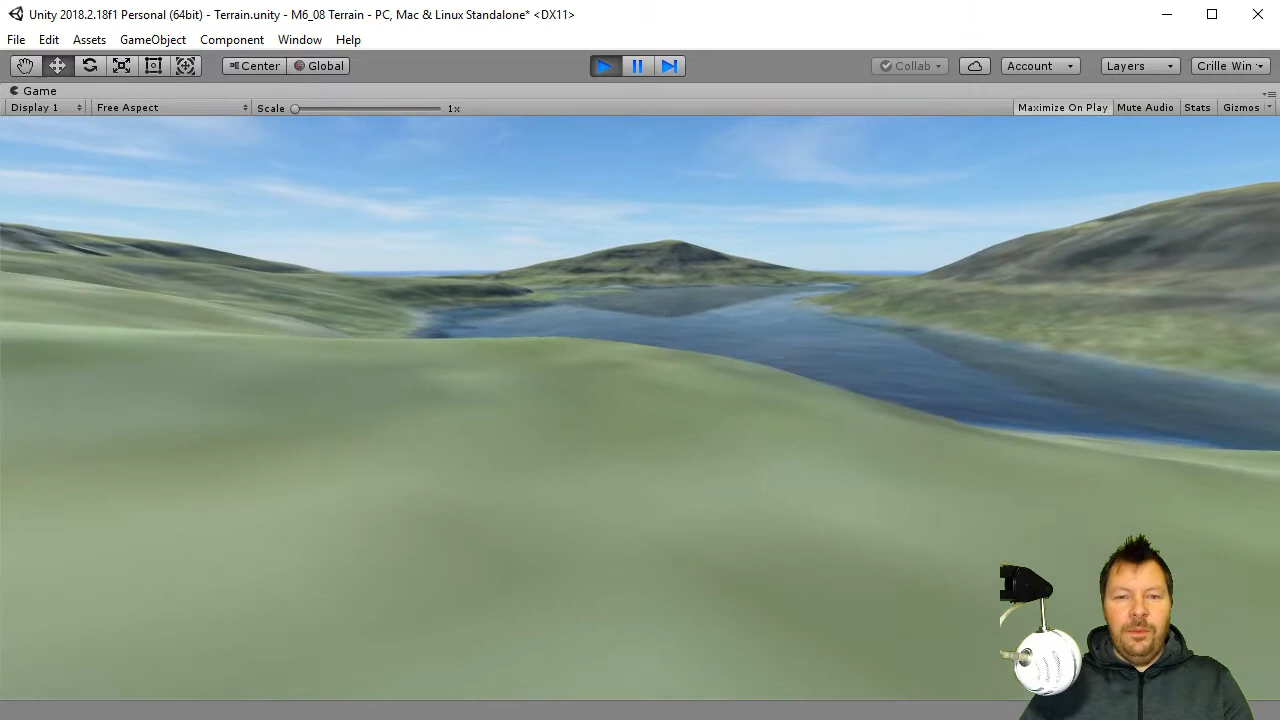 Unity 2018.2.18f1 Personal (64bit) - Terrain.unity - M6_08 Terrain - PC, Mac & Linux Standalone* <DX11>
File Edit Assets GameObject Component Window Help
Center Global Collab Account Layers Crille Win
Game
Display 1 Free Aspect Scale 1x Maximize On Play Mute Audio Stats Gizmos